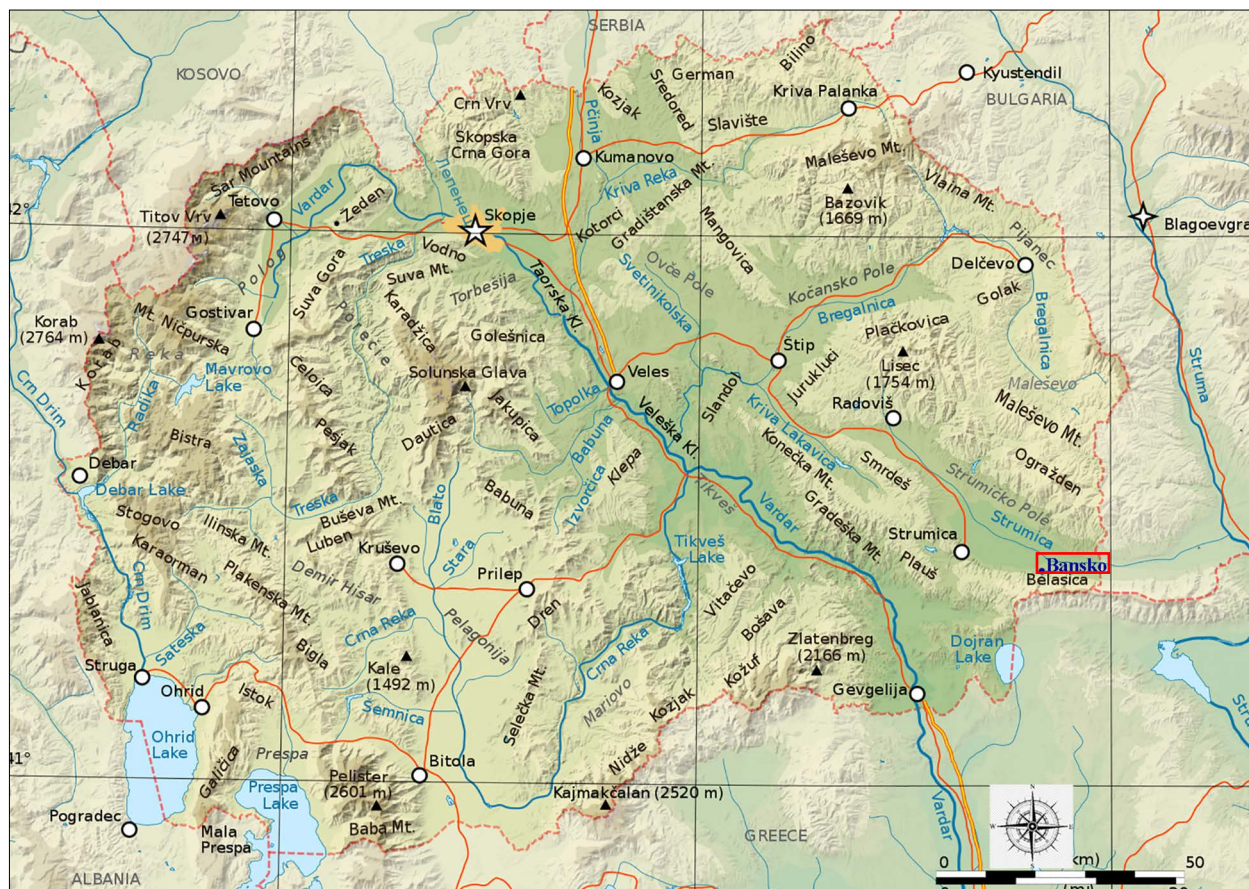 SERBIA
KOSOVO
BULGARIA
GREECE
ALBANIA
Kyustendil
Bilino
German
Sredored
Kozjak
Kriva Palanka
Crn Vrv
Pčinja
Slavište
Skopska
Crna Gora
Kumanovo
Лепенец
Maleševo Mt.
Kriva Reka
Šar Mountains
Vardar
Zeden
Tetovo
Titov Vrv
(2747м)
Skopje
Kotorci
Gradištanska Mt.
Mangovica
Bazovik
(1669 m)
Vlaina Mt.
Pijanec
Blagoevgra
42°
Polog
Suva Gora
Treska
Vodno
Suva Mt.
Torbešija
Taorska Kl.
Svetinikolska
Ovče Pole
Kočansko Pole
Delčevo
Golak
Bregalnica
Bregalnica
Gostivar
Mt. Ničpurska
Korab
(2764 m)
Korab
Reka
Porecie
Karadžica
Golešnica
Plačkovica
Štip
Lisec
(1754 m)
Jurukluci
Struma
Mavrovo
Lake
Crn Drim
Radika
Čeloica
Solunska Glava
Veles
Topolka
Slandol
Radoviš
Maleševo
Maleševo Mt.
Bistra
Zajaska
Pesjak
Dautica
Jakupica
Babuna
Veleška Kl.
Kriva Lakavica
Konečka Mt.
Smrdeš
Ogražden
Debar
Debar Lake
Klepa
Izvorčica
Strumičko Pole
Strumica
Stogovo
Ilinska Mt.
Treska
Buševa Mt.
Luben
Blato
Babuna
Tikveš
Vardar
Gradeška Mt.
Strumica
Karaorman
Plakenska Mt.
Kruševo
Stara
Prilep
Tikveš
Lake
Plauš
Bansko
Belasica
Jablanica
Crn Drim
Demir Hisar
Dren
Vitačevo
Sateska
Crna Reka
Pelagonija
Crna Reka
Bošava
Struga
Bigla
Kale
(1492 m)
Zlatenbreg
(2166 m)
Dojran
Lake
Ohrid
Istok
Selečka Mt.
Mariovo
Kozjak
Kožuf
Gevgelija
Semnica
Ohrid
Lake
Galičica
Prespa
41°
Nidže
Bitola
Pelister
(2601 m)
Prespa
Lake
Kajmakčalan (2520 m)
Baba Mt.
Pogradec
Mala
Prespa
Vardar
N
W
E
S
0
(km)
50